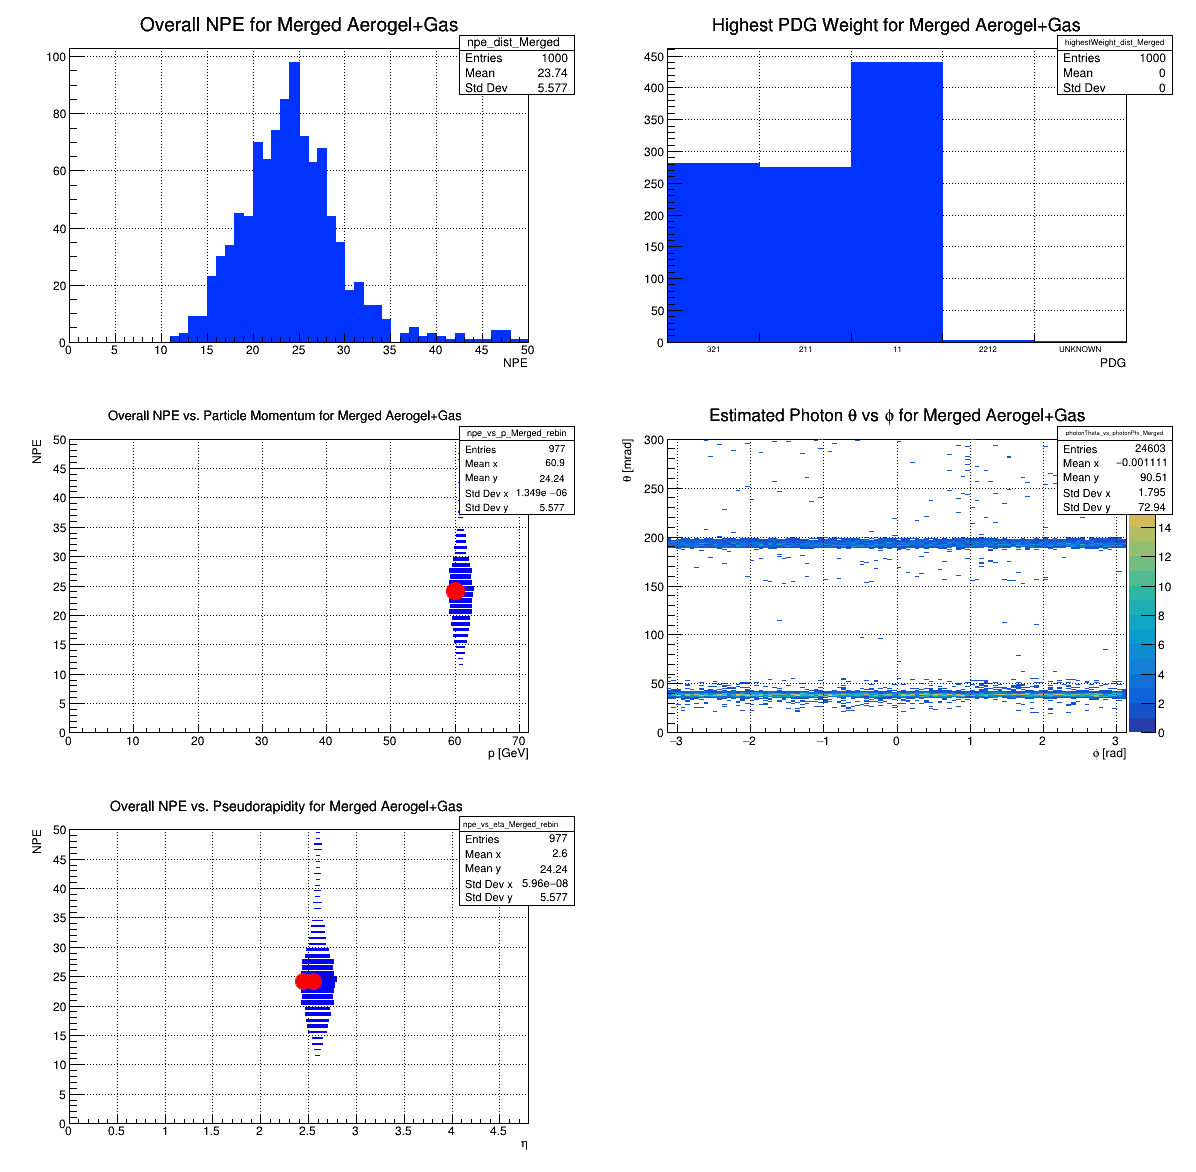 Overall NPE for Merged Aerogel+Gas
npe_dist_Merged
Entries 1000
Mean 23.74
Std Dev 5.577
100
80
60
40
20
0
0 5 10 15 20 25 30 35 40 45 50
NPE
Highest PDG Weight for Merged Aerogel+Gas
highestWeight_dist_Merged
Entries 1000
Mean 0
Std Dev 0
450
400
350
300
250
200
150
100
50
0
321 211 11 2212 UNKNOWN
PDG
Overall NPE vs. Particle Momentum for Merged Aerogel+Gas
npe_vs_p_Merged_rebin
Entries 977
Mean x 60.9
Mean y 24.24
Std Dev x 1.349e −06
Std Dev y 5.577
NPE
50
45
40
35
30
25
20
15
10
5
0
0 10 20 30 40 50 60 70
p [GeV]
Estimated Photon θ vs ϕ for Merged Aerogel+Gas
photonTheta_vs_photonPhi_Merged
Entries 24603
Mean x −0.001111
Mean y 90.51
Std Dev x 1.795
Std Dev y 72.94
θ [mrad]
300
250
200
150
100
50
0
−3 −2 −1 0 1 2 3
ϕ [rad]
14
12
10
8
6
4
2
0
Overall NPE vs. Pseudorapidity for Merged Aerogel+Gas
npe_vs_eta_Merged_rebin
Entries 977
Mean x 2.6
Mean y 24.24
Std Dev x 5.96e−08
Std Dev y 5.577
NPE
50
45
40
35
30
25
20
15
10
5
0
0 0.5 1 1.5 2 2.5 3 3.5 4 4.5
η